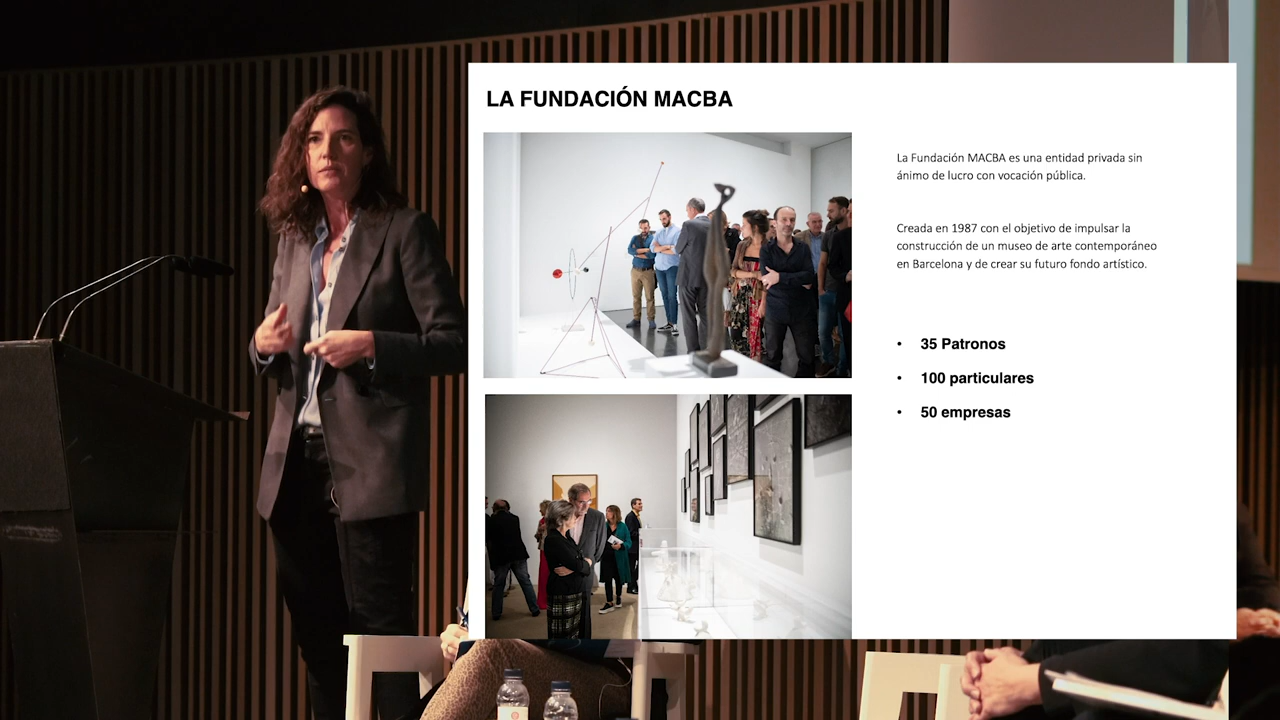 LA FUNDACIÓN MACBA
La Fundación MACBA es una entidad privada sin
ánimo de lucro con vocación pública.
Creada en 1987 con el objetivo de impulsar la
construcción de un museo de arte contemporáneo
en Barcelona y de crear su futuro fondo artístico.
• 35 Patronos
• 100 particulares
• 50 empresas